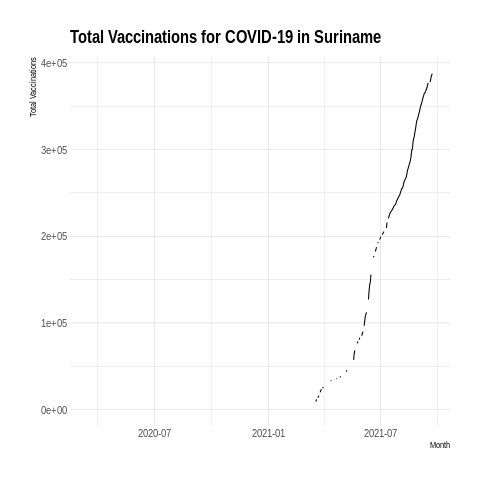 Total Vaccinations for COVID-19 in Suriname
Total Vaccinations
4e+05
3e+05
2e+05
1e+05
0e+00
2020-07
2021-01
2021-07
Month